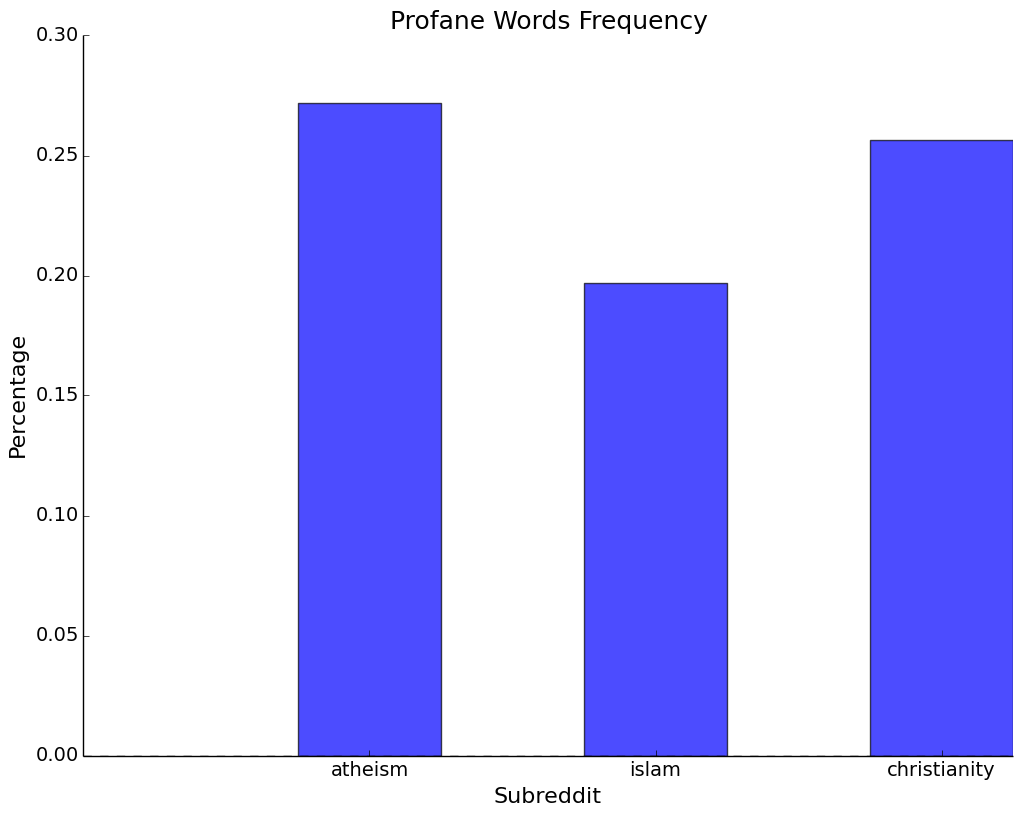 Profane Words Frequency
0.30
0.25
0.20
0.15
0.10
0.05
0.00
Percentage
atheism islam christianity
Subreddit